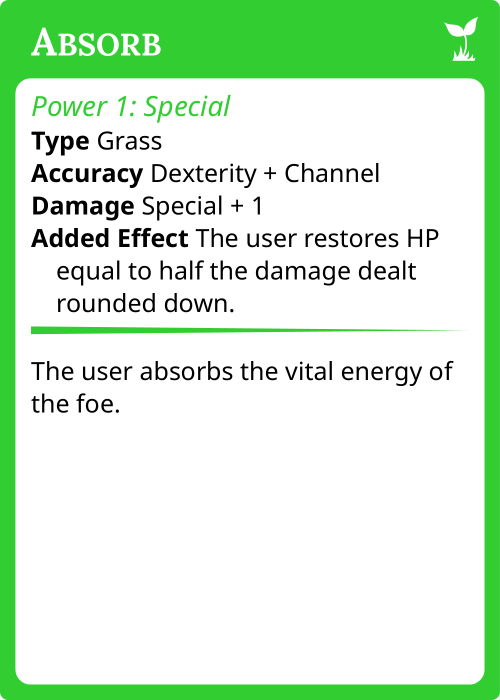 ABSORB
Power 1: Special
Type Grass
Accuracy Dexterity + Channel
Damage Special + 1
Added Effect The user restores HP
equal to half the damage dealt
rounded down.
The user absorbs the vital energy of
the foe.